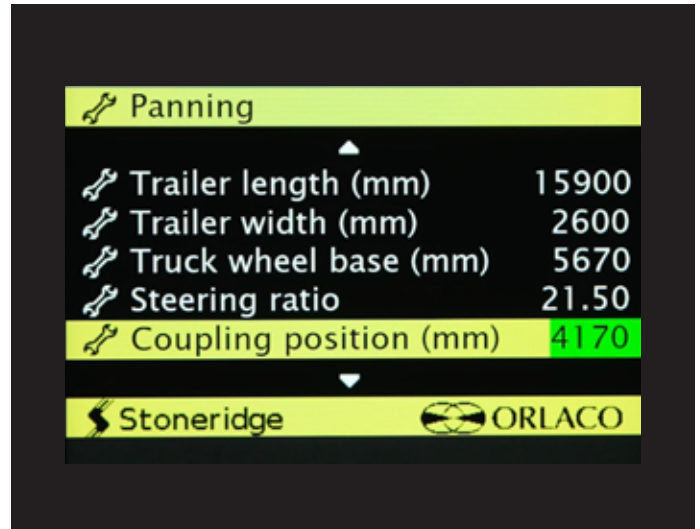 Panning
Trailer length (mm) 15900
Trailer width (mm) 2600
Truck wheel base (mm) 5670
Steering ratio 21.50
Coupling position (mm) 4170
Stoneridge ORLACO